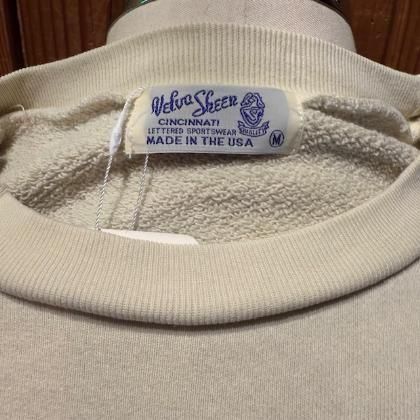 Velva Sheen
CINCINNATI
LETTERED SPORTSWEAR
MADE IN THE USA
M